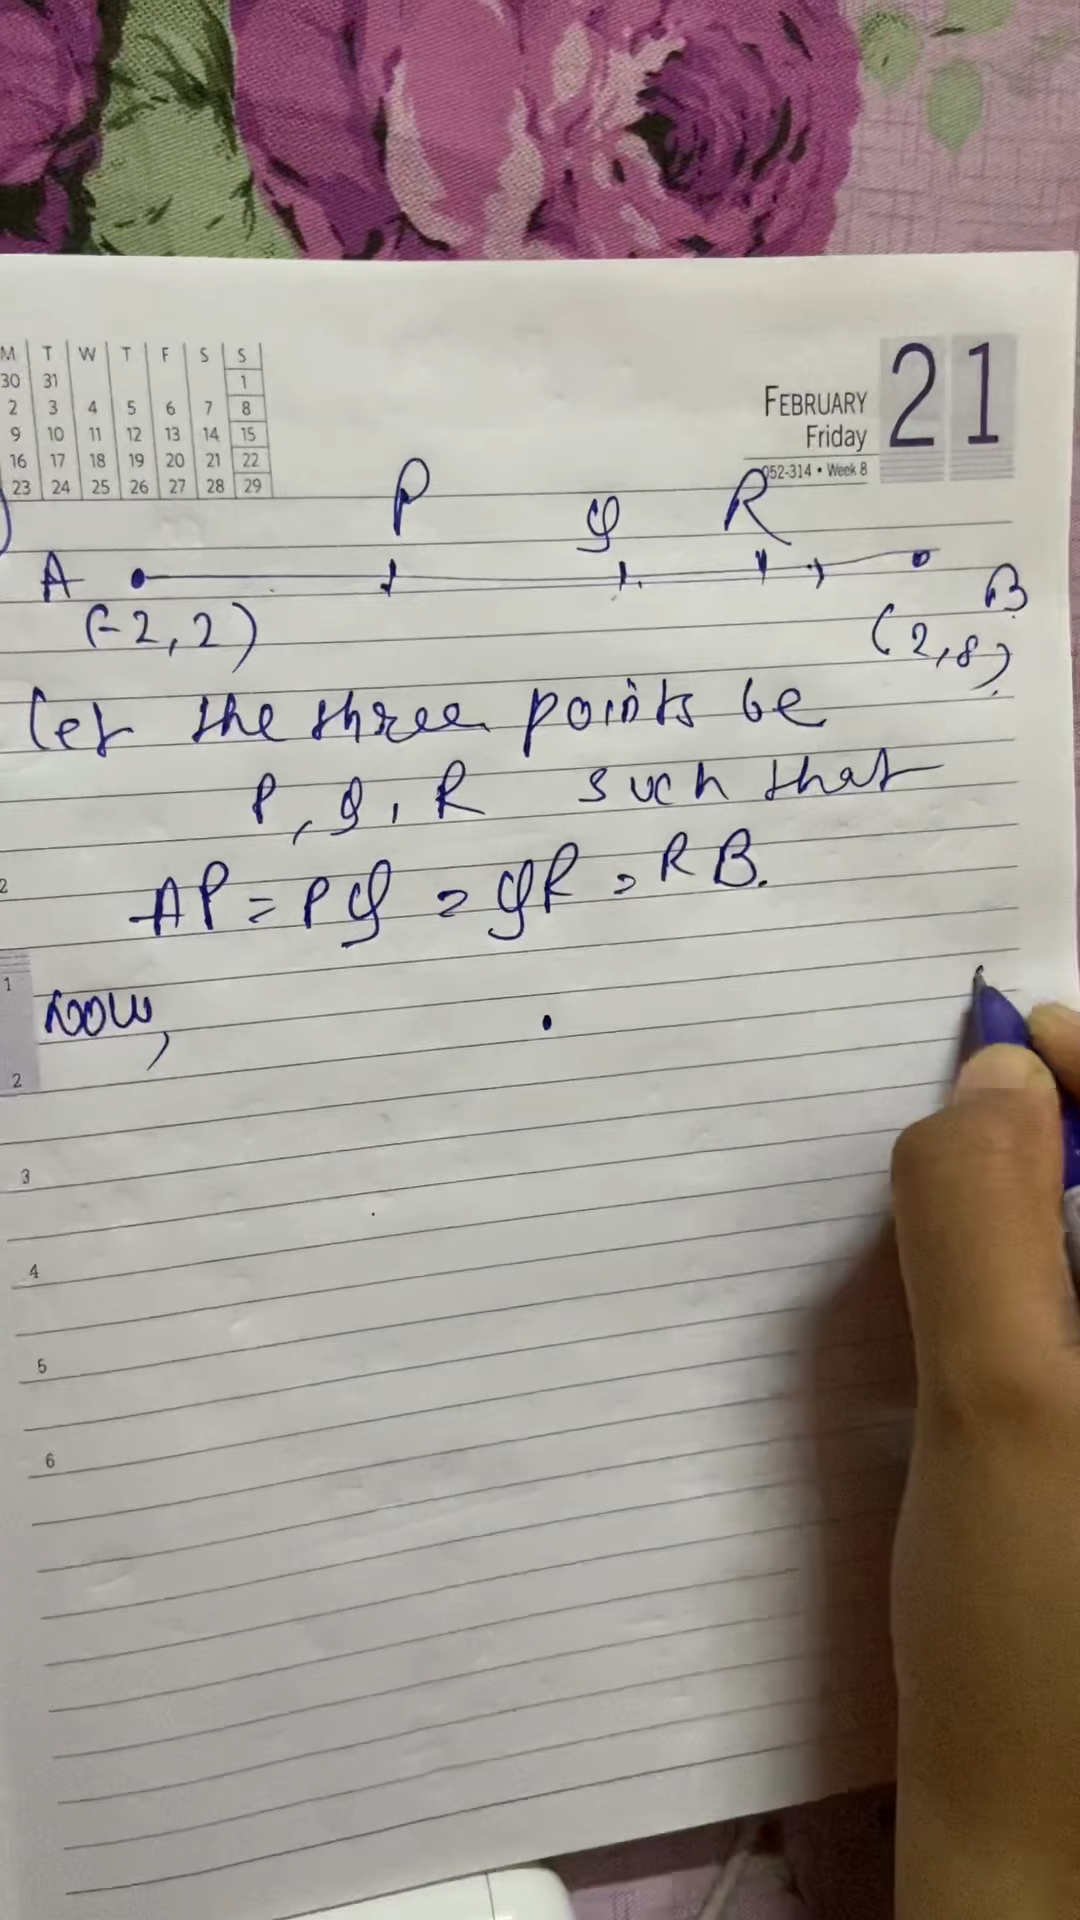 M T W T F S S
30 31 1
2 3 4 5 6 7 8
9 10 11 12 13 14 15
16 17 18 19 20 21 22
23 24 25 26 27 28 29
FEBRUARY 21
Friday
052-314 • Week 8
P Q R
A B
(-2, 2) (2, 8)
Let the three points be
P, Q, R such that
AP = PQ = QR = RB.
Now,
2
1
2
3
4
5
6